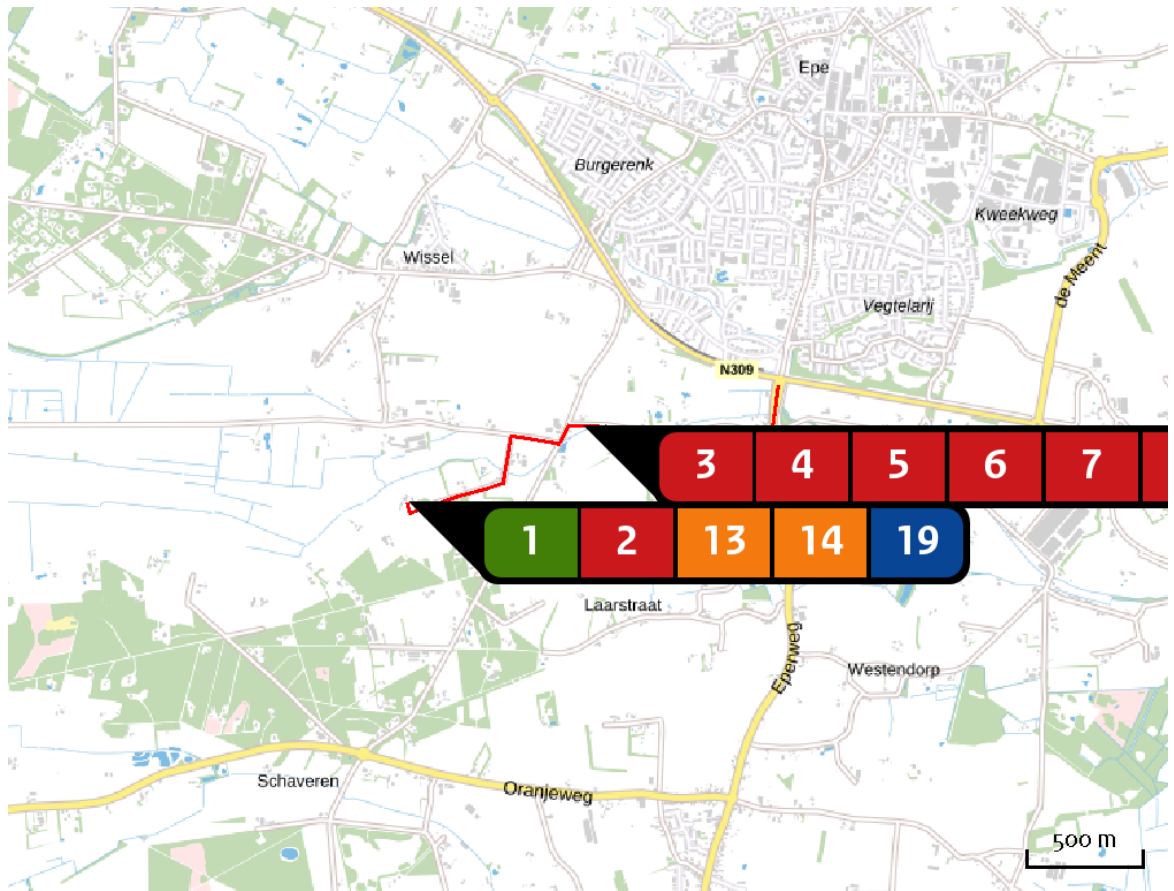 Epe
Burgerenk
Kweekweg
Wissel
de Meent
Vegtelarij
N309
3 4 5 6 7
1 2 13 14 19
Laarstraat
Eperweg
Westendorp
Schaveren
Oranjeweg
500 m